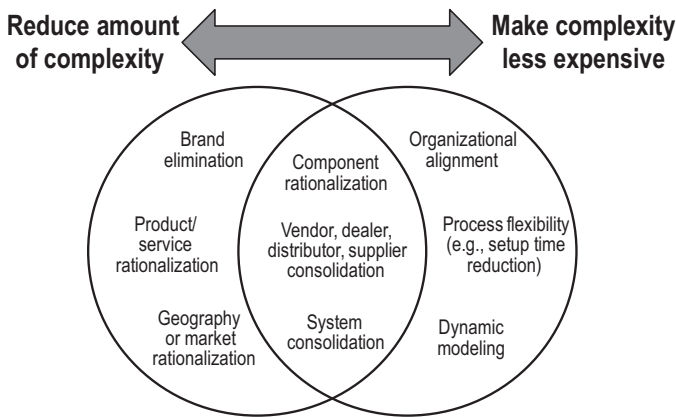 Reduce amount
of complexity
Make complexity
less expensive
Brand
elimination
Product/
service
rationalization
Geography
or market
rationalization
Component
rationalization
Vendor, dealer,
distributor, supplier
consolidation
System
consolidation
Organizational
alignment
Process flexibility
(e.g., setup time
reduction)
Dynamic
modeling